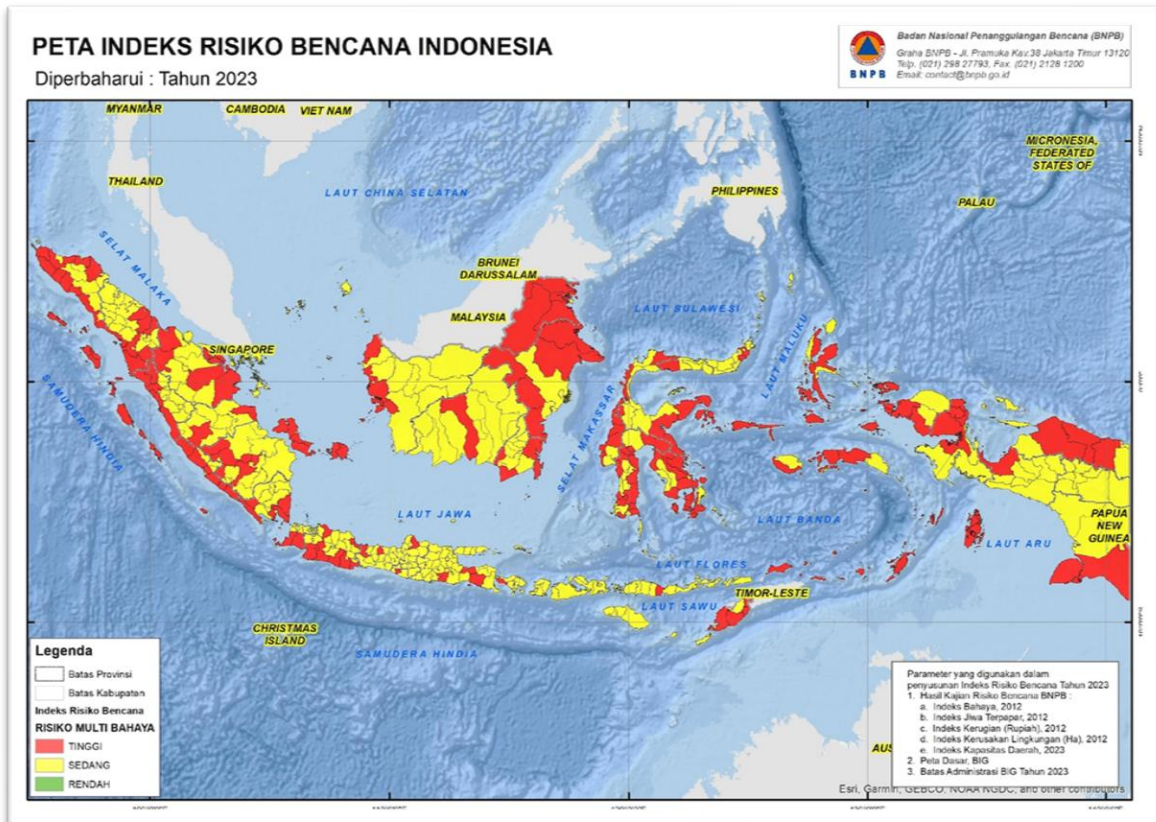 PETA INDEKS RISIKO BENCANA INDONESIA
Diperbaharui : Tahun 2023
BNPB
Badan Nasional Penanggulangan Bencana (BNPB)
Graha BNPB - Jl. Pramuka Kav.38 Jakarta Timur 13120
Telp. (021) 298 27793, Fax. (021) 2128 1200
Email: contact@bnpb.go.id
MYANMAR
CAMBODIA
VIET NAM
MICRONESIA,
FEDERATED
STATES OF
THAILAND
LAUT CHINA SELATAN
PHILIPPINES
PALAU
SELAT MALAKA
BRUNEI
DARUSSALAM
MALAYSIA
LAUT SULAWESI
LAUT MALUKU
SINGAPORE
SAMUDERA HINDIA
SELAT MAKASSAR
LAUT JAWA
LAUT BANDA
PAPUA
NEW
GUINEA
LAUT ARU
LAUT FLORES
TIMOR-LESTE
LAUT SAWU
CHRISTMAS
ISLAND
SAMUDERA HINDIA
Legenda
Batas Provinsi
Batas Kabupaten
Indeks Risiko Bencana
RISIKO MULTI BAHAYA
TINGGI
SEDANG
RENDAH
Parameter yang digunakan dalam
penyusunan Indeks Risiko Bencana Tahun 2023
1. Hasil Kajian Risiko Bencana BNPB :
a. Indeks Bahaya, 2012
b. Indeks Jiwa Terpapar, 2012
c. Indeks Kerugian (Rupiah), 2012
d. Indeks Kerusakan Lingkungan (Ha), 2012
e. Indeks Kapasitas Daerah, 2023
2. Peta Dasar, BIG
3. Batas Administrasi BIG Tahun 2023
AUS
Esri, Garmin, GEBCO, NOAA NGDC, and other contributors